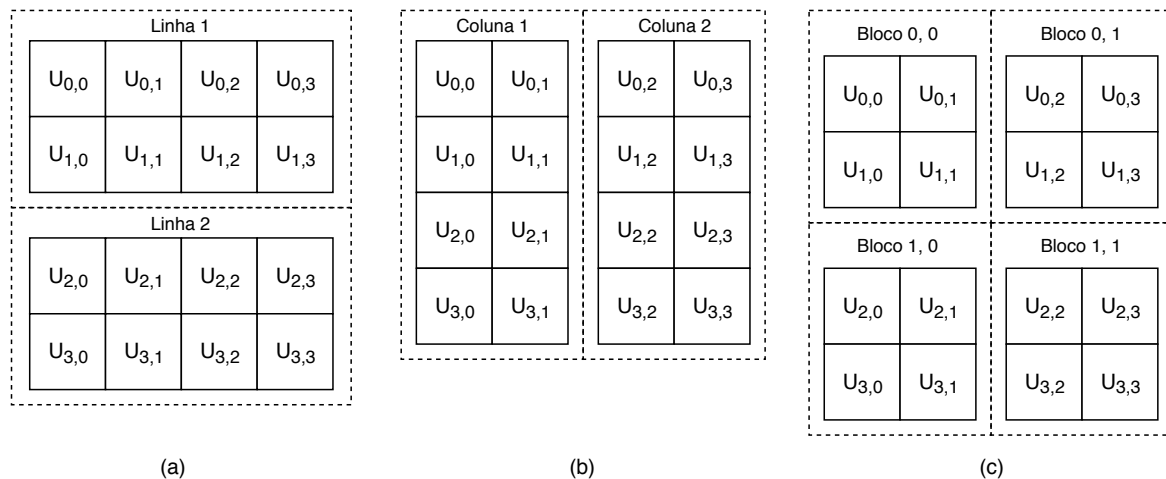 Linha 1
U0,0 U0,1 U0,2 U0,3
U1,0 U1,1 U1,2 U1,3
Linha 2
U2,0 U2,1 U2,2 U2,3
U3,0 U3,1 U3,2 U3,3
(a)
Coluna 1
U0,0 U0,1
U1,0 U1,1
U2,0 U2,1
U3,0 U3,1
Coluna 2
U0,2 U0,3
U1,2 U1,3
U2,2 U2,3
U3,2 U3,3
(b)
Bloco 0, 0
U0,0 U0,1
U1,0 U1,1
Bloco 0, 1
U0,2 U0,3
U1,2 U1,3
Bloco 1, 0
U2,0 U2,1
U3,0 U3,1
Bloco 1, 1
U2,2 U2,3
U3,2 U3,3
(c)